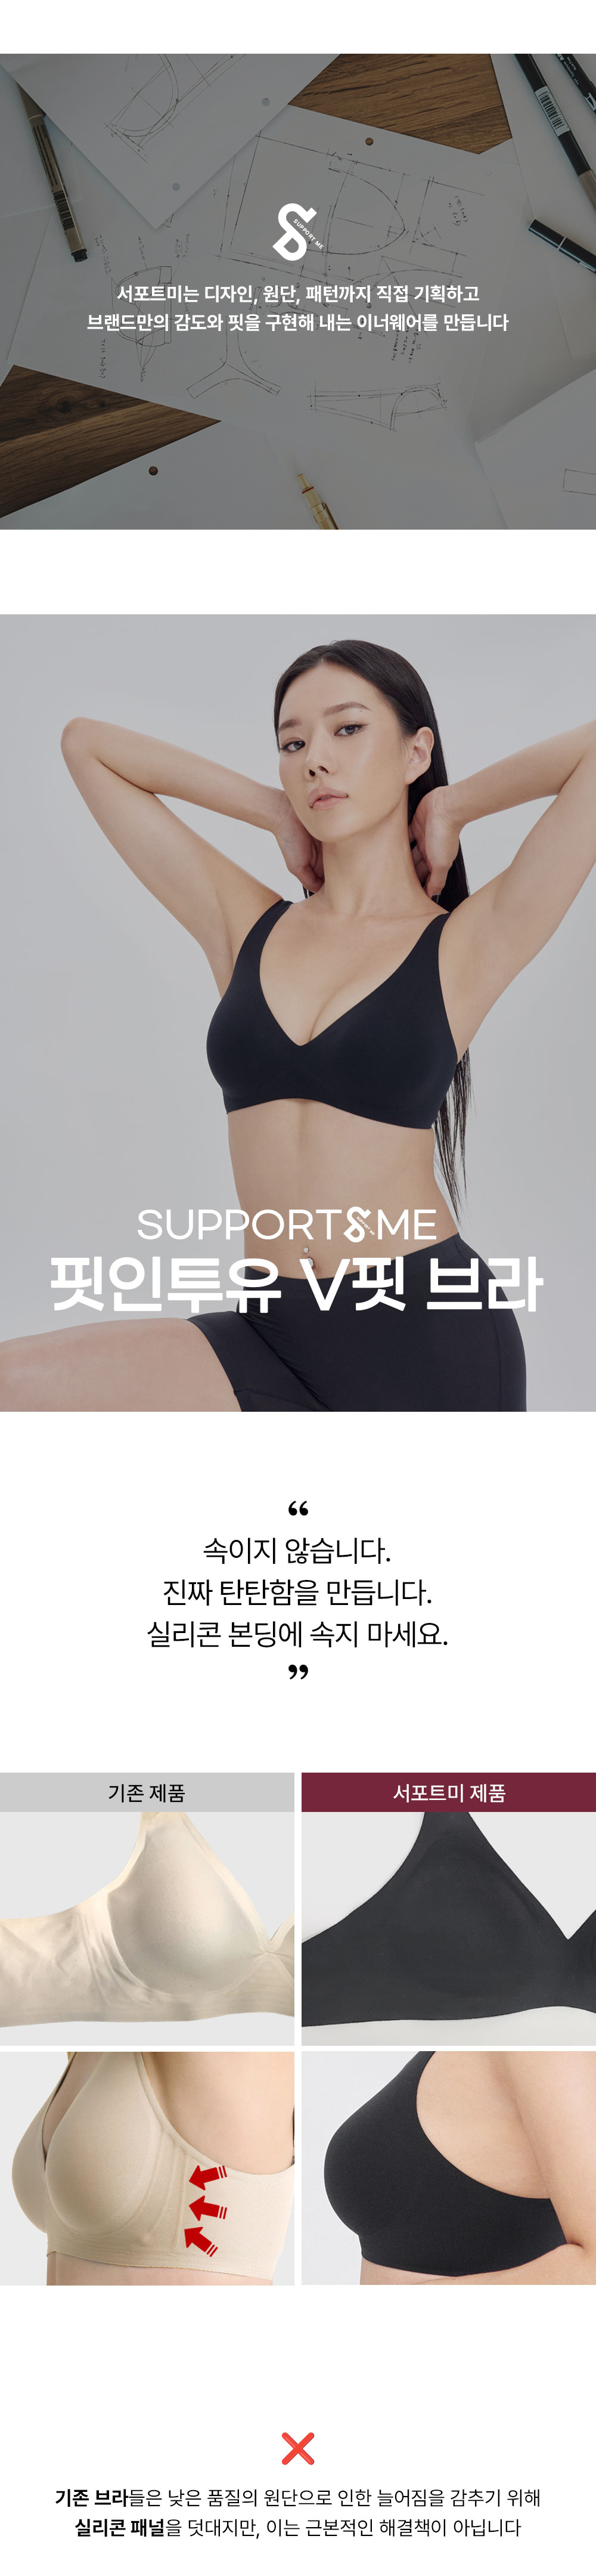 SUPPORT ME
서포트미는 디자인, 원단, 패턴까지 직접 기획하고
브랜드만의 감도와 핏을 구현해 내는 이너웨어를 만듭니다
SUPPORT ME
핏인투유 V핏 브라
“
속이지 않습니다.
진짜 탄탄함을 만듭니다.
실리콘 본딩에 속지 마세요.
”
기존 제품
서포트미 제품
기존 브라들은 낮은 품질의 원단으로 인한 늘어짐을 감추기 위해
실리콘 패널을 덧대지만, 이는 근본적인 해결책이 아닙니다